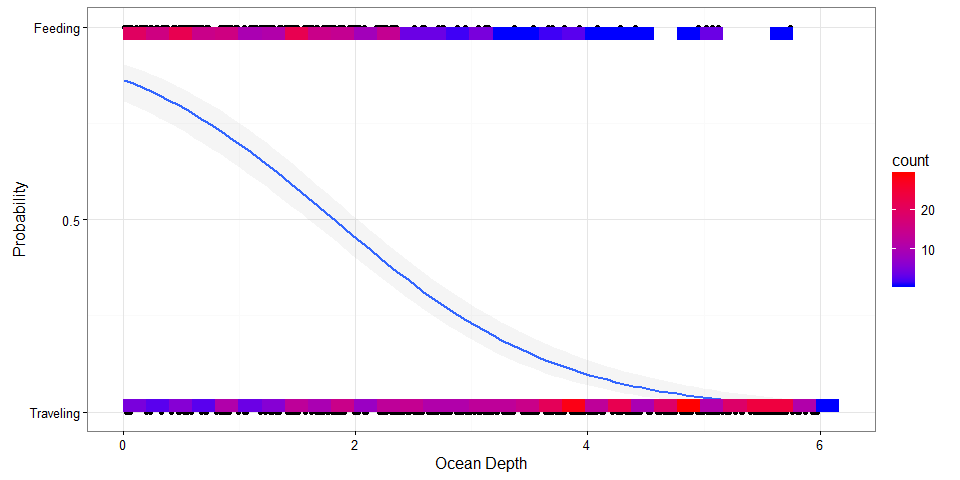 Feeding
0.5
Traveling
Probability
0 2 4 6
Ocean Depth
count
20
10